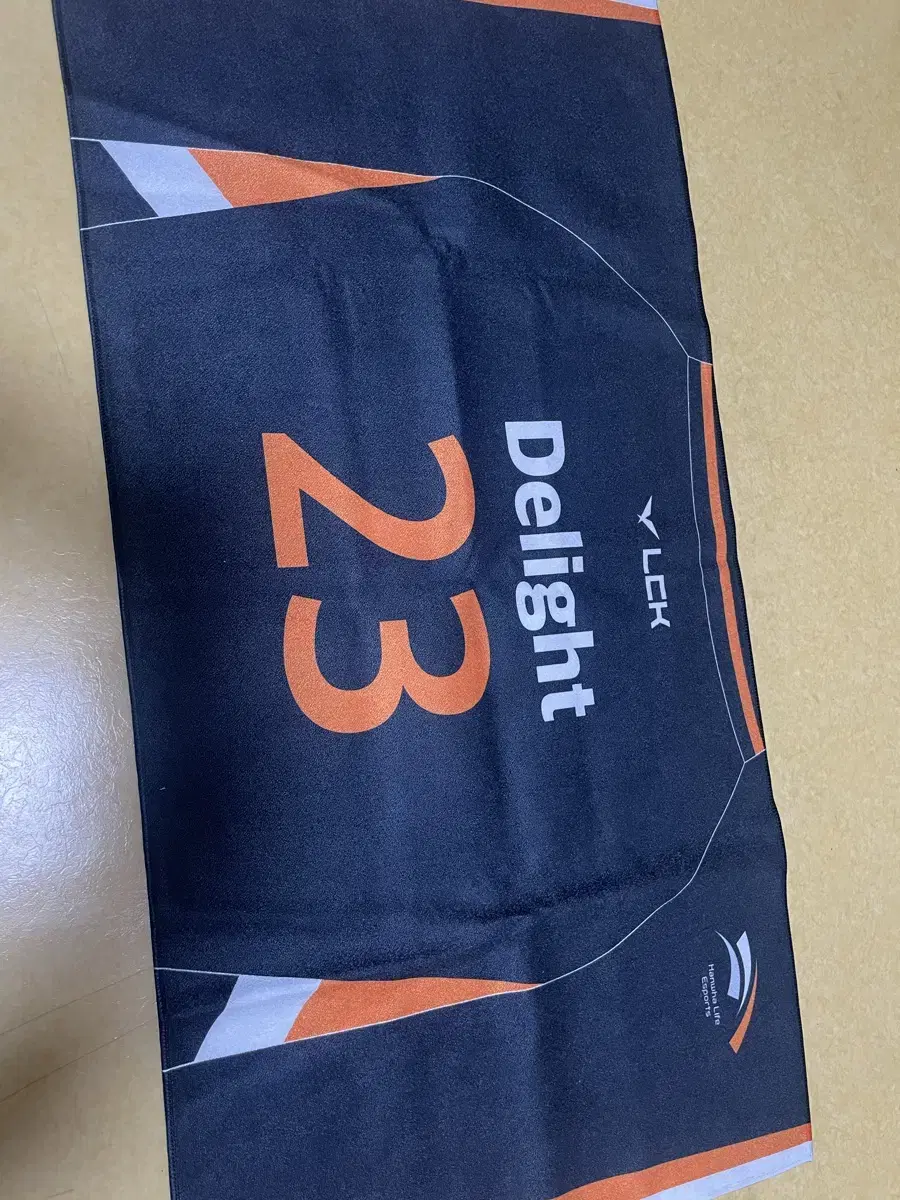 LCK
Delight
23
Hanwha Life
Esports